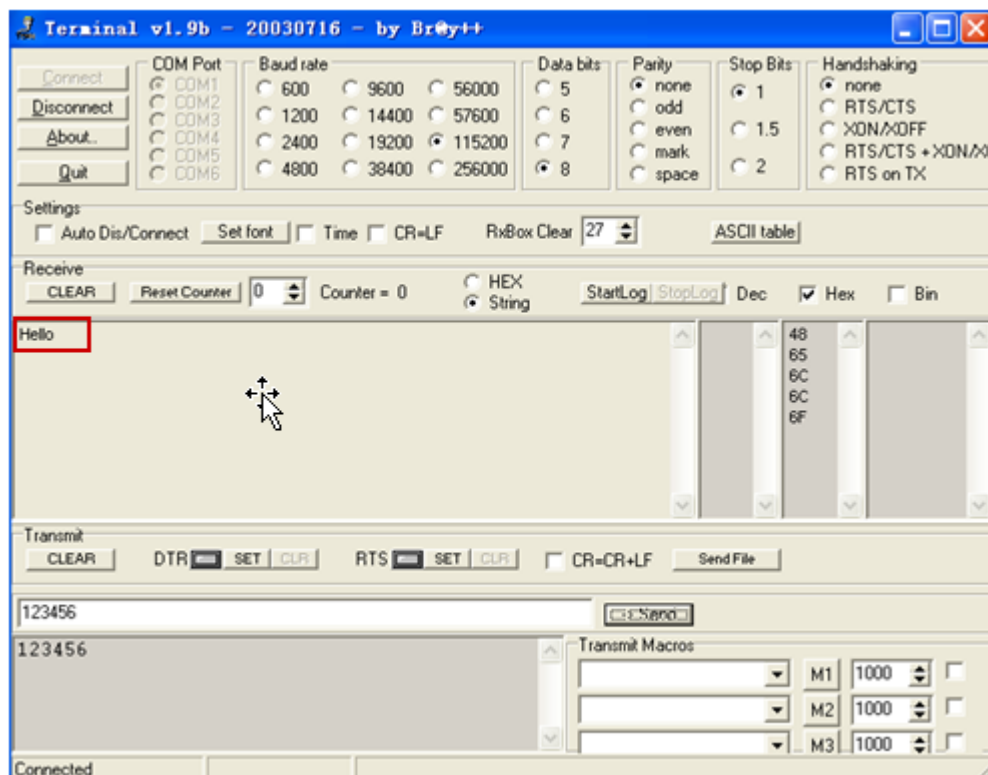 Terminal v1.9b - 20030716 - by Br@y++
Connect
Disconnect
About..
Quit
COM Port
COM1
COM2
COM3
COM4
COM5
COM6
Baud rate
600 9600 56000
1200 14400 57600
2400 19200 115200
4800 38400 256000
Data bits
5
6
7
8
Parity
none
odd
even
mark
space
Stop Bits
1
1.5
2
Handshaking
none
RTS/CTS
XON/XOFF
RTS/CTS + XON/X
RTS on TX
Settings
Auto Dis/Connect Set font Time CR=LF RxBox Clear 27 ASCII table
Receive
CLEAR Reset Counter 0 Counter = 0 HEX
String
StartLog StopLog Dec Hex Bin
Hello
48
65
6C
6C
6F
Transmit
CLEAR DTR SET CLR RTS SET CLR CR=CR+LF Send File
123456
Send
123456
Transmit Macros
M1 1000
M2 1000
M3 1000
Connected